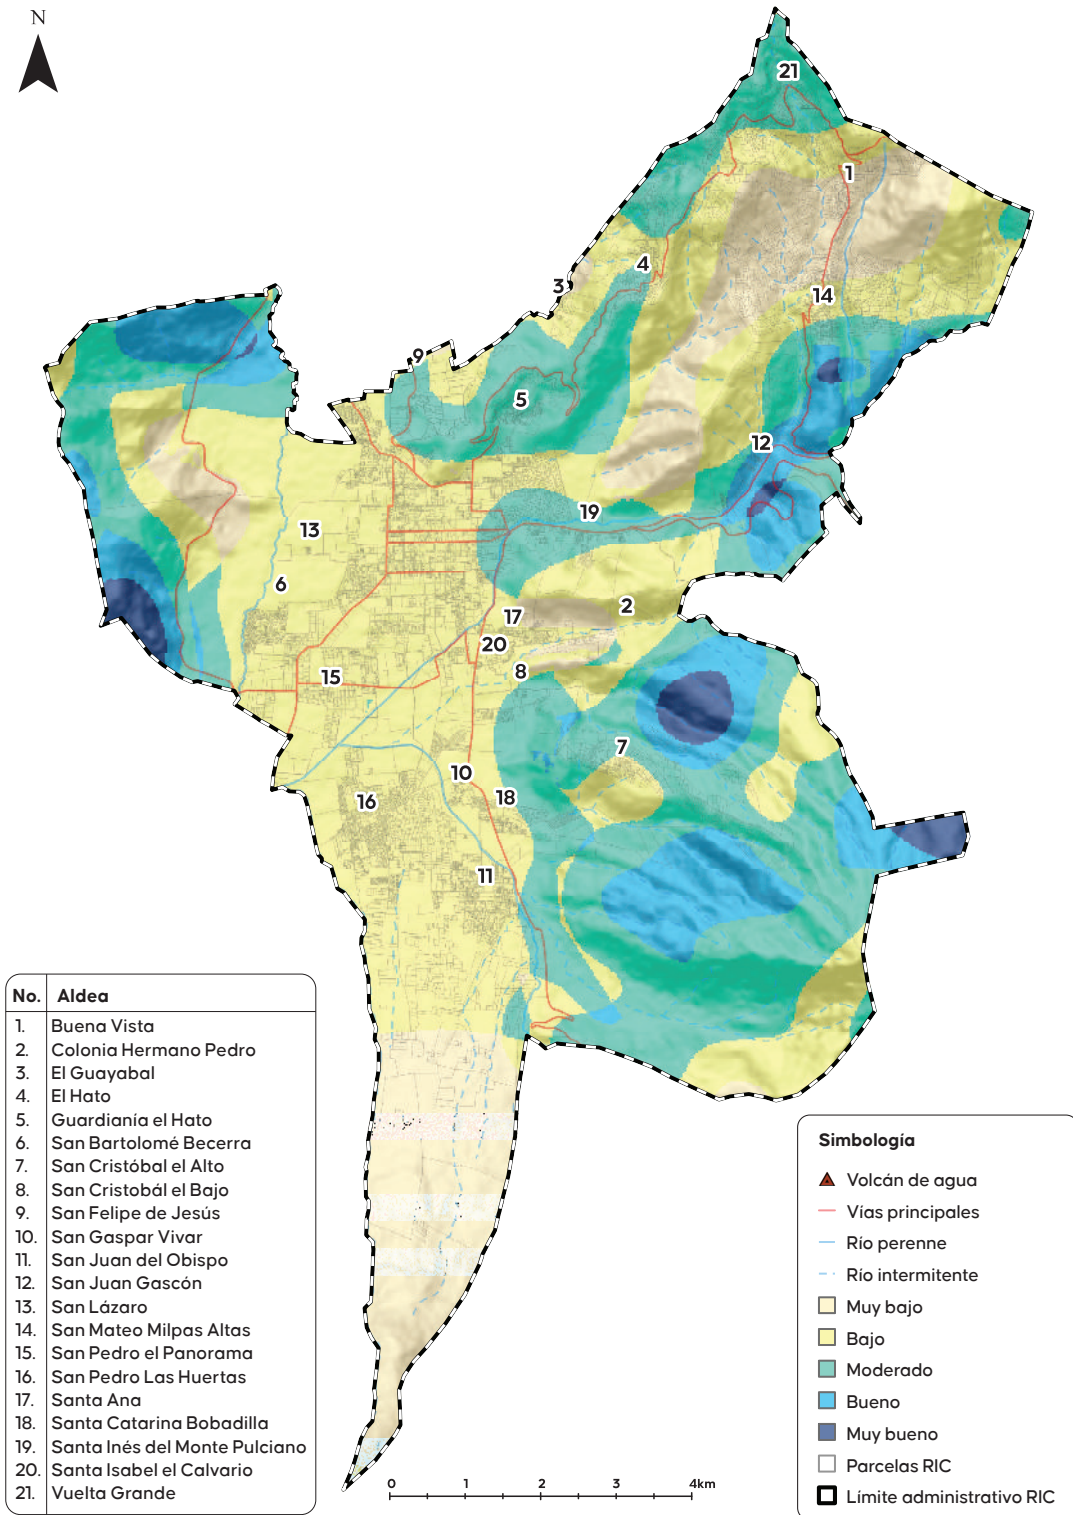 N
21
1
4
3
14
9
5
12
19
13
6
2
17
20
8
15
7
10
18
16
11
No. Aldea
1. Buena Vista
2. Colonia Hermano Pedro
3. El Guayabal
4. El Hato
5. Guardianía el Hato
6. San Bartolomé Becerra
7. San Cristóbal el Alto
8. San Cristobál el Bajo
9. San Felipe de Jesús
10. San Gaspar Vivar
11. San Juan del Obispo
12. San Juan Gascón
13. San Lázaro
14. San Mateo Milpas Altas
15. San Pedro el Panorama
16. San Pedro Las Huertas
17. Santa Ana
18. Santa Catarina Bobadilla
19. Santa Inés del Monte Pulciano
20. Santa Isabel el Calvario
21. Vuelta Grande
Simbología
Volcán de agua
Vías principales
Río perenne
Río intermitente
Muy bajo
Bajo
Moderado
Bueno
Muy bueno
Parcelas RIC
Límite administrativo RIC
0 1 2 3 4km